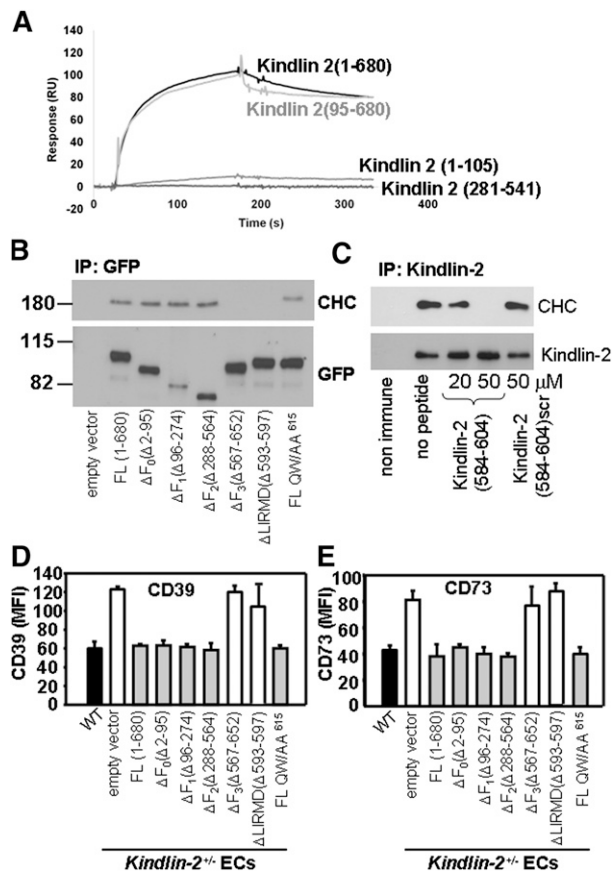 A
Response (RU)
140
120
100
80
60
40
20
0
-20
0
100
200
300
400
Time (s)
Kindlin 2(1-680)
Kindlin 2(95-680)
Kindlin 2 (1-105)
Kindlin 2 (281-541)
B
IP: GFP
180
115
82
CHC
GFP
empty vector
FL (1-680)
ΔF0(Δ2-95)
ΔF1(Δ96-274)
ΔF2(Δ288-564)
ΔF3(Δ567-652)
ΔLIRMD(Δ593-597)
FL QW/AA 615
C
IP: Kindlin-2
CHC
Kindlin-2
20 50 50 μM
non immune
no peptide
Kindlin-2
(584-604)
Kindlin-2
(584-604)scr
D
CD39
CD39 (MFI)
140
120
100
80
60
40
20
0
WT
empty vector
FL (1-680)
ΔF0(Δ2-95)
ΔF1(Δ96-274)
ΔF2(Δ288-564)
ΔF3(Δ567-652)
ΔLIRMD(Δ593-597)
FL QW/AA 615
Kindlin-2+/- ECs
E
CD73
CD73 (MFI)
100
80
60
40
20
0
WT
empty vector
FL (1-680)
ΔF0(Δ2-95)
ΔF1(Δ96-274)
ΔF2(Δ288-564)
ΔF3(Δ567-652)
ΔLIRMD(Δ593-597)
FL QW/AA 615
Kindlin-2+/- ECs